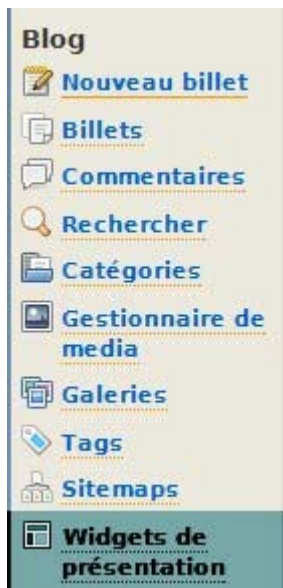 Blog
Nouveau billet
Billets
Commentaires
Rechercher
Catégories
Gestionnaire de
media
Galeries
Tags
Sitemaps
Widgets de
présentation